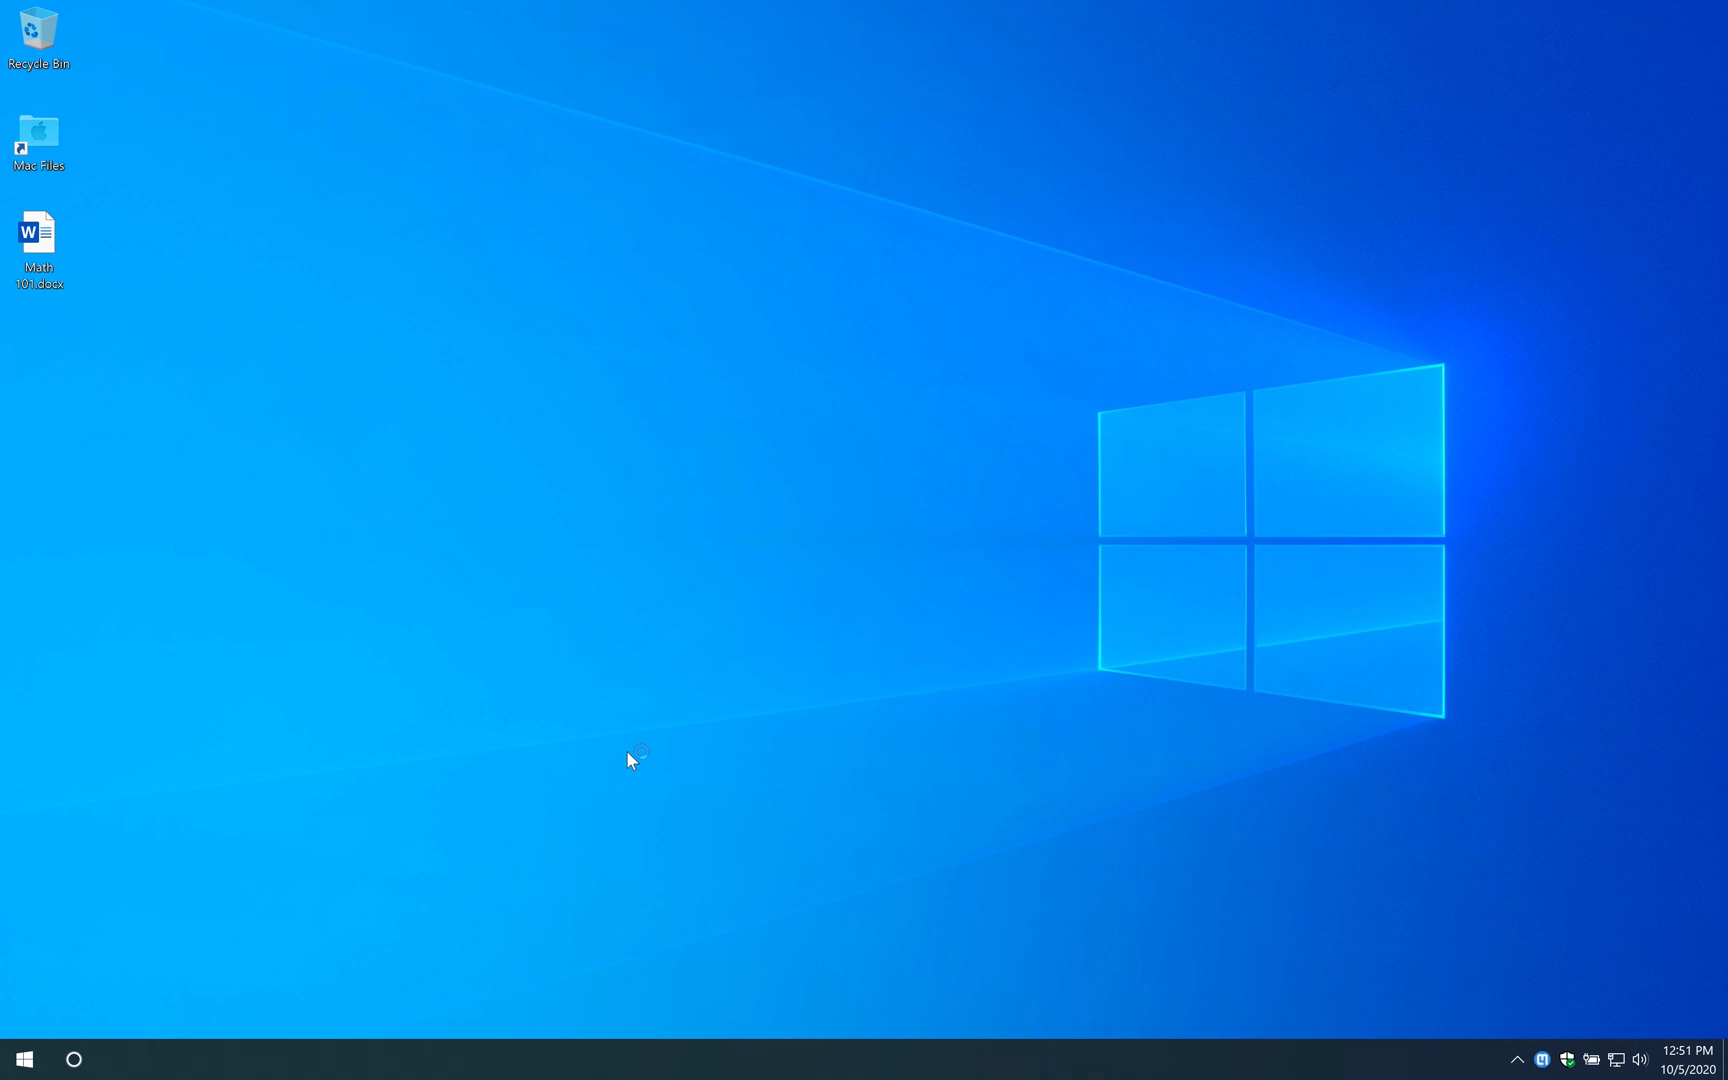 Recycle Bin
Mac Files
W
Math
101.docx
12:51 PM
10/5/2020